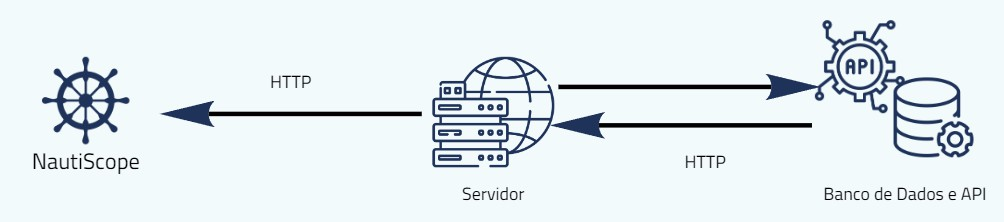 HTTP
API
NautiScope
HTTP
Servidor
Banco de Dados e API